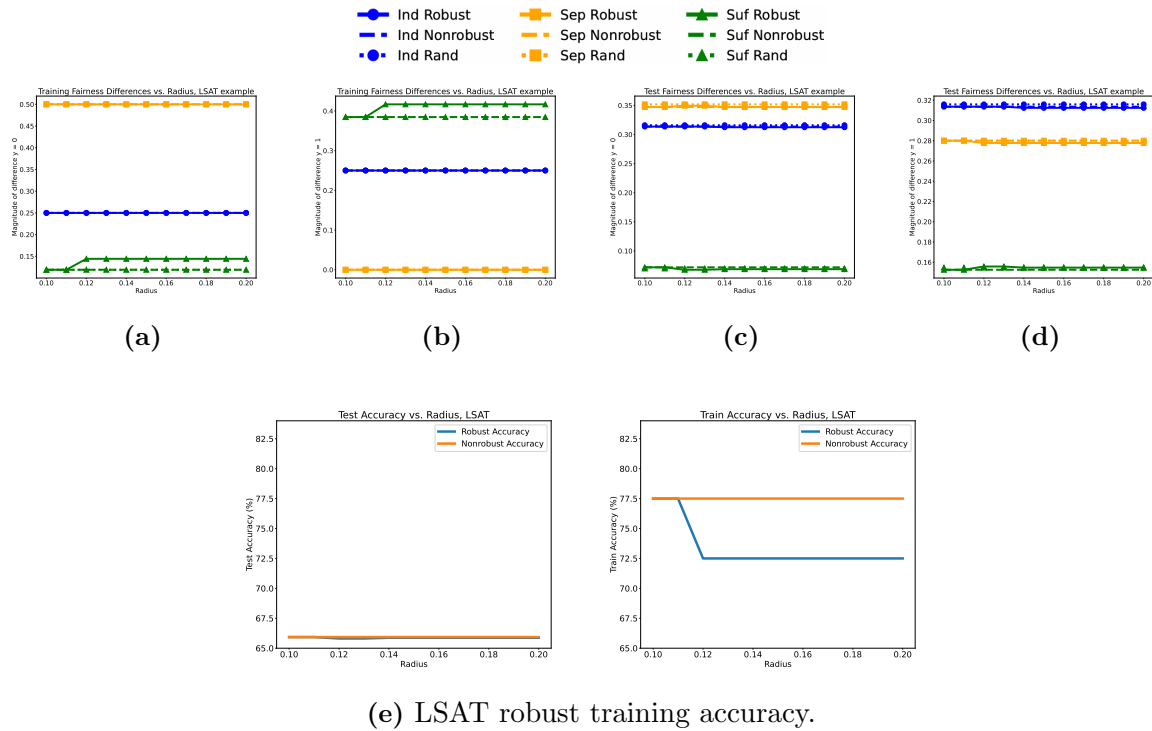 Ind Robust Sep Robust Suf Robust
Ind Nonrobust Sep Nonrobust Suf Nonrobust
Ind Rand Sep Rand Suf Rand
Training Fairness Differences vs. Radius, LSAT example
Magnitude of difference y = 0
0.50
0.45
0.40
0.35
0.30
0.25
0.20
0.15
0.10 0.12 0.14 0.16 0.18 0.20
Radius
(a)
Training Fairness Differences vs. Radius, LSAT example
Magnitude of difference y = 1
0.4
0.3
0.2
0.1
0.0
0.10 0.12 0.14 0.16 0.18 0.20
Radius
(b)
Test Fairness Differences vs. Radius, LSAT example
Magnitude of difference y = 0
0.35
0.30
0.25
0.20
0.15
0.10
0.10 0.12 0.14 0.16 0.18 0.20
Radius
(c)
Test Fairness Differences vs. Radius, LSAT example
Magnitude of difference y = 1
0.32
0.30
0.28
0.26
0.24
0.22
0.20
0.18
0.16
0.10 0.12 0.14 0.16 0.18 0.20
Radius
(d)
Test Accuracy vs. Radius, LSAT
Robust Accuracy
Nonrobust Accuracy
Test Accuracy (%)
82.5
80.0
77.5
75.0
72.5
70.0
67.5
65.0
0.10 0.12 0.14 0.16 0.18 0.20
Radius
Train Accuracy vs. Radius, LSAT
Robust Accuracy
Nonrobust Accuracy
Train Accuracy (%)
82.5
80.0
77.5
75.0
72.5
70.0
67.5
65.0
0.10 0.12 0.14 0.16 0.18 0.20
Radius
(e) LSAT robust training accuracy.